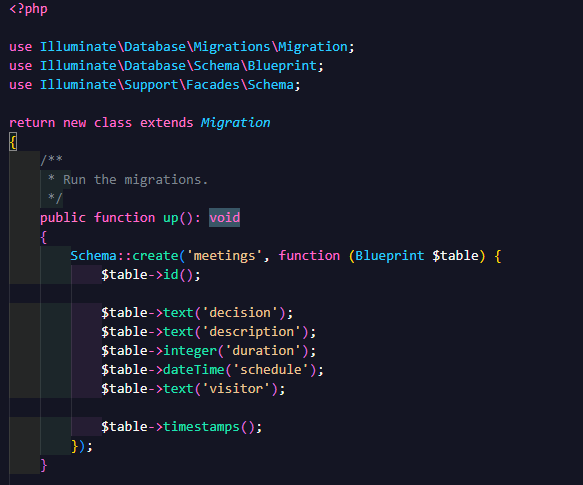 <?php
use Illuminate\Database\Migrations\Migration;
use Illuminate\Database\Schema\Blueprint;
use Illuminate\Support\Facades\Schema;
return new class extends Migration
{
/**
* Run the migrations.
*/
public function up(): void
{
Schema::create('meetings', function (Blueprint $table) {
$table->id();
$table->text('decision');
$table->text('description');
$table->integer('duration');
$table->dateTime('schedule');
$table->text('visitor');
$table->timestamps();
});
}